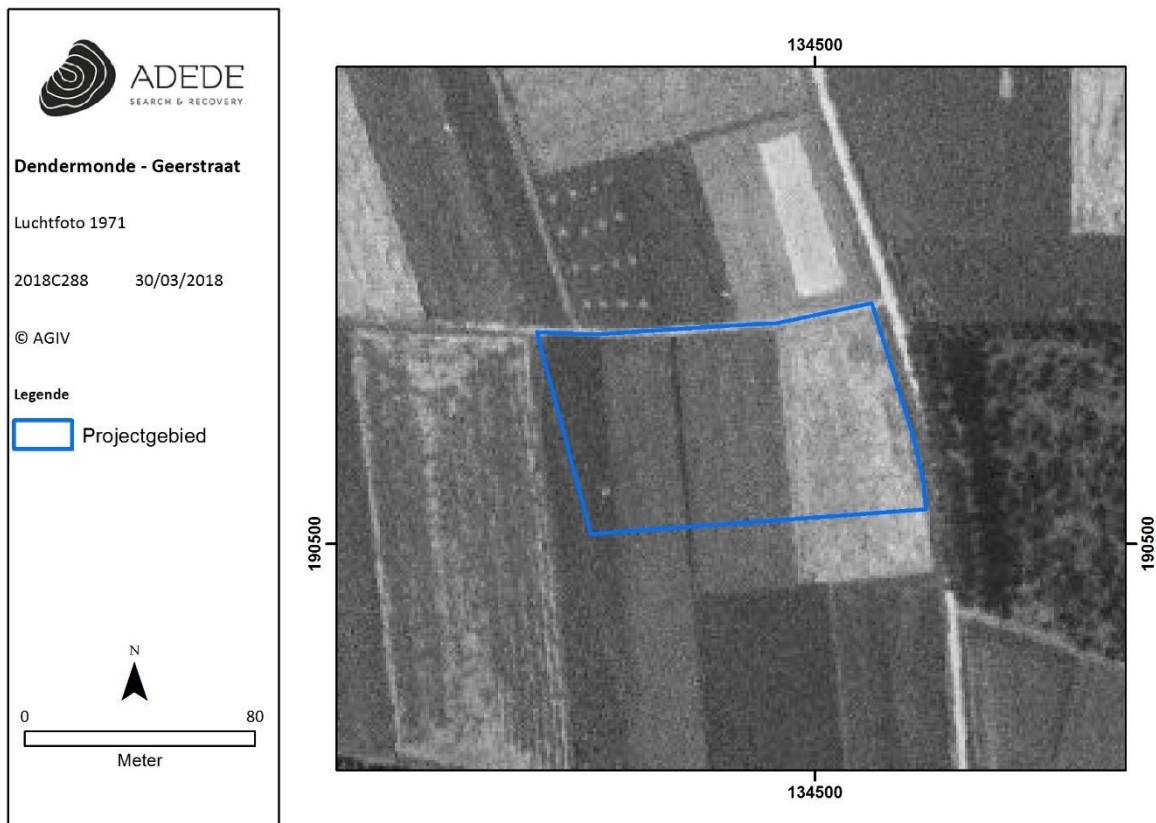 ADEDE
SEARCH & RECOVERY
Dendermonde - Geerstraat
Luchtfoto 1971
2018C288 30/03/2018
© AGIV
Legende
Projectgebied
N
0 80
Meter
134500
190500
190500
134500